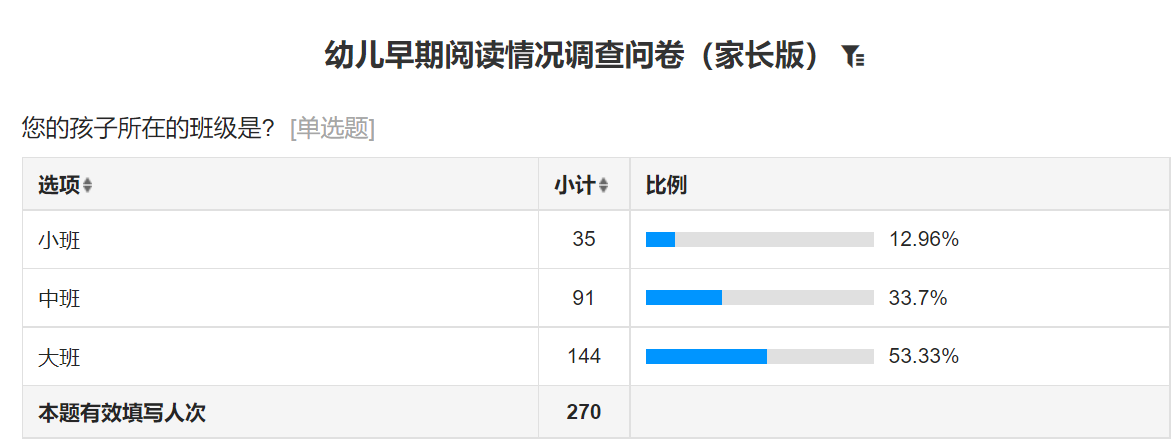 幼儿早期阅读情况调查问卷（家长版）
您的孩子所在的班级是? [单选题]
选项 小计 比例
小班 35 12.96%
中班 91 33.7%
大班 144 53.33%
本题有效填写人次 270